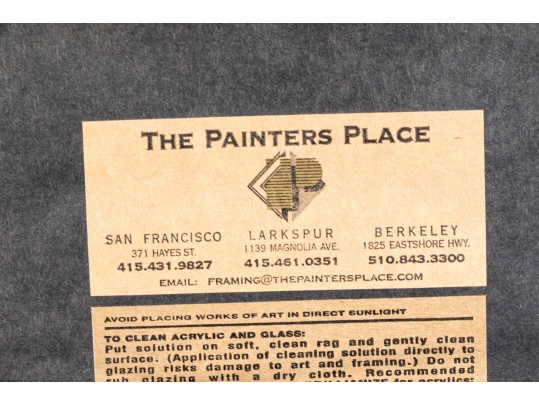 THE PAINTERS PLACE
SAN FRANCISCO LARKSPUR BERKELEY
371 HAYES ST. 1139 MAGNOLIA AVE. 1825 EASTSHORE HWY.
415.431.9827 415.461.0351 510.843.3300
EMAIL: FRAMING@THEPAINTERSPLACE.COM
AVOID PLACING WORKS OF ART IN DIRECT SUNLIGHT
TO CLEAN ACRYLIC AND GLASS:
Put solution on soft, clean rag and gently clean
surface. (Application of cleaning solution directly to
glazing risks damage to art and framing.) Do not
rub glazing with a dry cloth. Recommended
for acrylics: